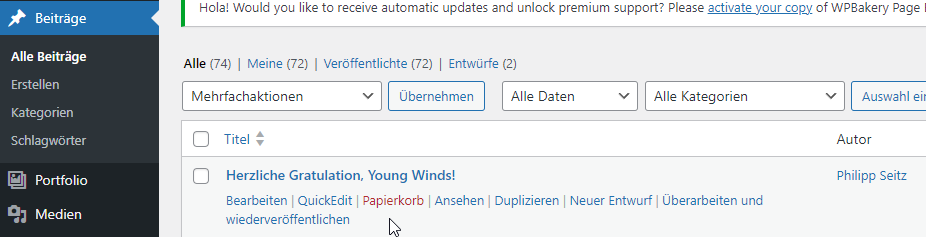 Beiträge
Hola! Would you like to receive automatic updates and unlock premium support? Please activate your copy of WPBakery Page
Alle Beiträge
Erstellen
Kategorien
Schlagwörter
Portfolio
Medien
Alle (74) | Meine (72) | Veröffentlichte (72) | Entwürfe (2)
Mehrfachaktionen Übernehmen Alle Daten Alle Kategorien Auswahl
Titel Autor
Herzliche Gratulation, Young Winds! Philipp Seitz
Bearbeiten | QuickEdit | Papierkorb | Ansehen | Duplizieren | Neuer Entwurf | Überarbeiten und
wiederveröffentlichen